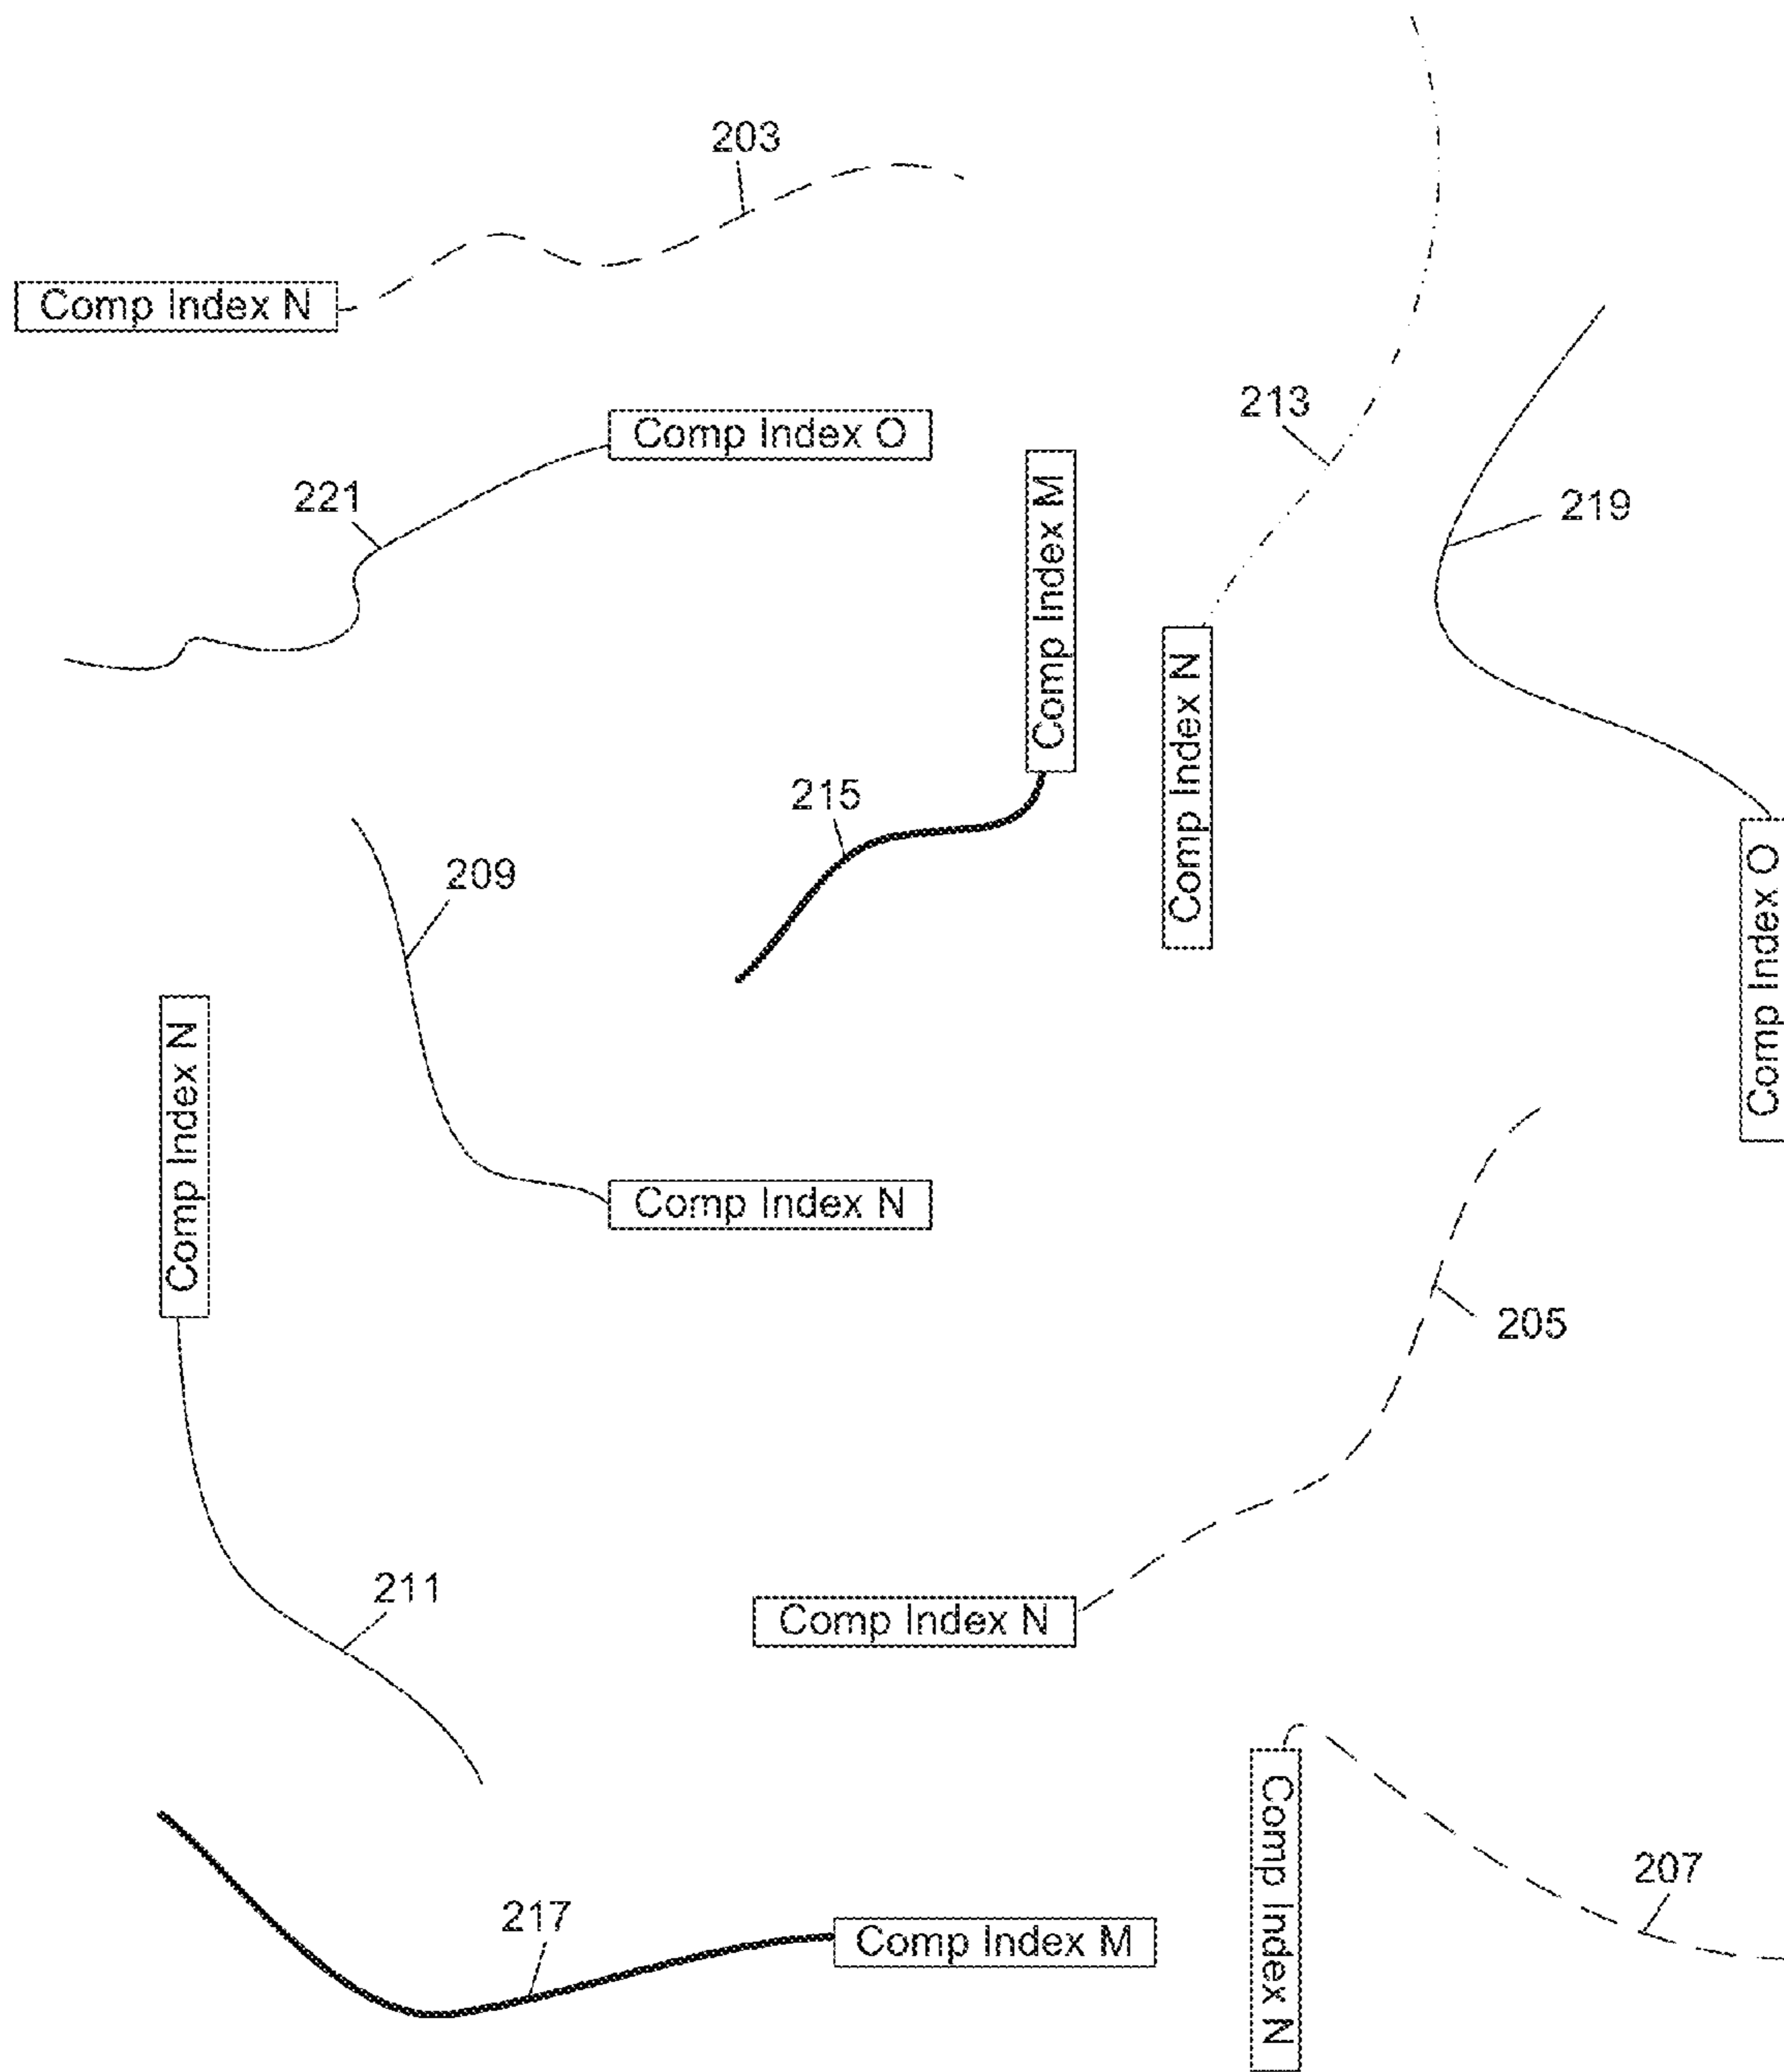 203
Comp Index N
213
Comp Index O
221
Comp Index M
219
Comp Index N
215
209
Comp Index O
Comp Index N
Comp Index N
205
211
Comp Index N
Comp Index N
207
217
Comp Index M